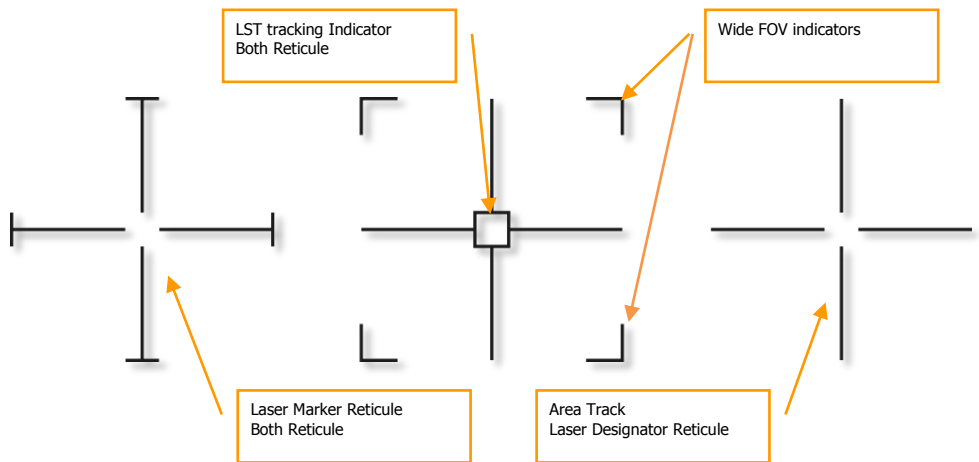 LST tracking Indicator
Both Reticule
Wide FOV indicators
Laser Marker Reticule
Both Reticule
Area Track
Laser Designator Reticule